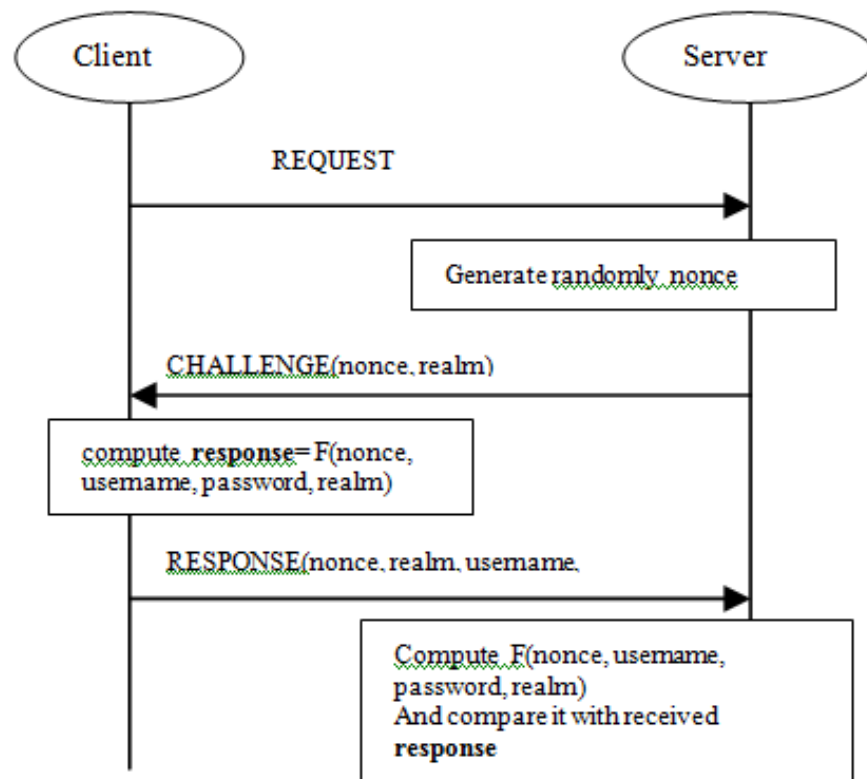 Client
Server
REQUEST
Generate randomly nonce
CHALLENGE(nonce, realm)
compute response= F(nonce,
username, password, realm)
RESPONSE(nonce, realm, username,
Compute F(nonce, username,
password, realm)
And compare it with received
response